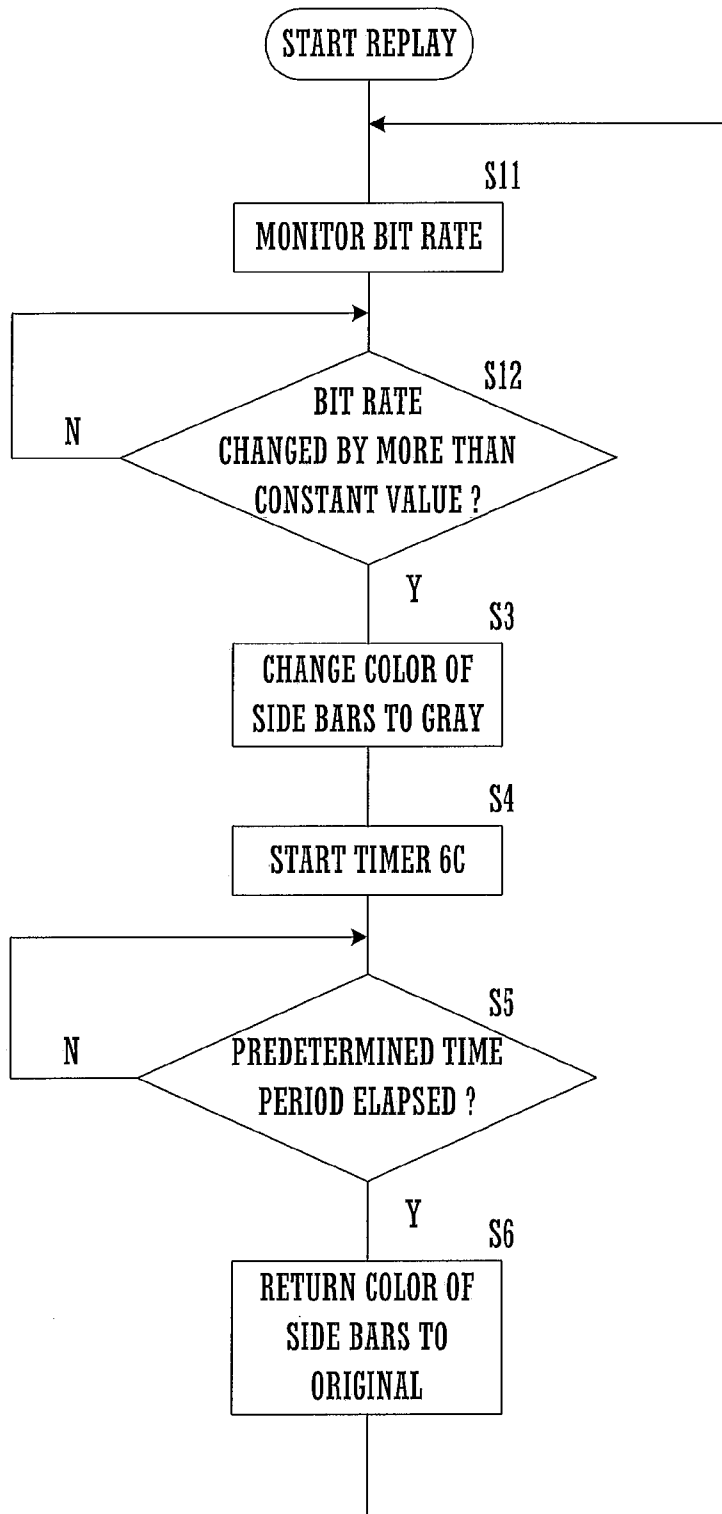 START REPLAY
S11
MONITOR BIT RATE
S12
BIT RATE
CHANGED BY MORE THAN
CONSTANT VALUE ?
N
Y
S3
CHANGE COLOR OF
SIDE BARS TO GRAY
S4
START TIMER 6C
S5
PREDETERMINED TIME
PERIOD ELAPSED ?
N
Y
S6
RETURN COLOR OF
SIDE BARS TO
ORIGINAL